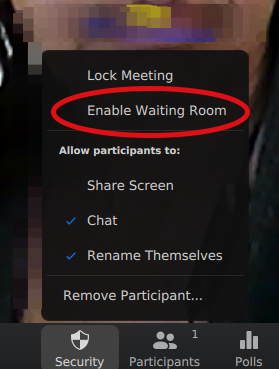 Lock Meeting
Enable Waiting Room
Allow participants to:
Share Screen
Chat
Rename Themselves
Remove Participant...
1
Security Participants Polls